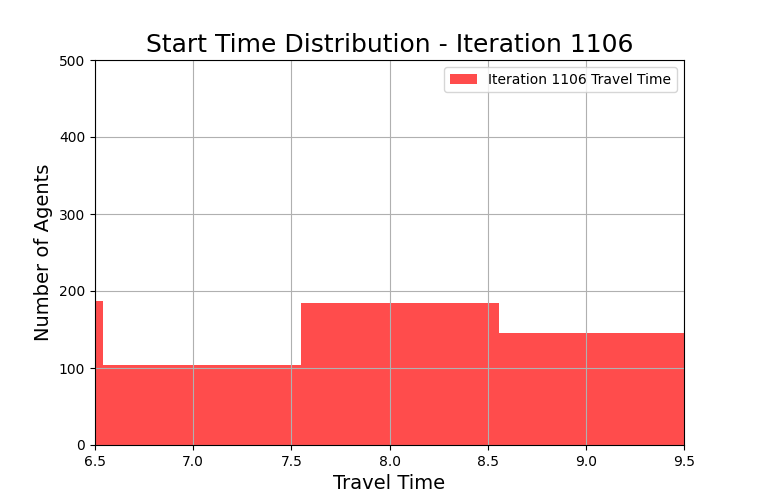 Start Time Distribution - Iteration 1106
Iteration 1106 Travel Time
Number of Agents
500
400
300
200
100
0
6.5 7.0 7.5 8.0 8.5 9.0 9.5
Travel Time